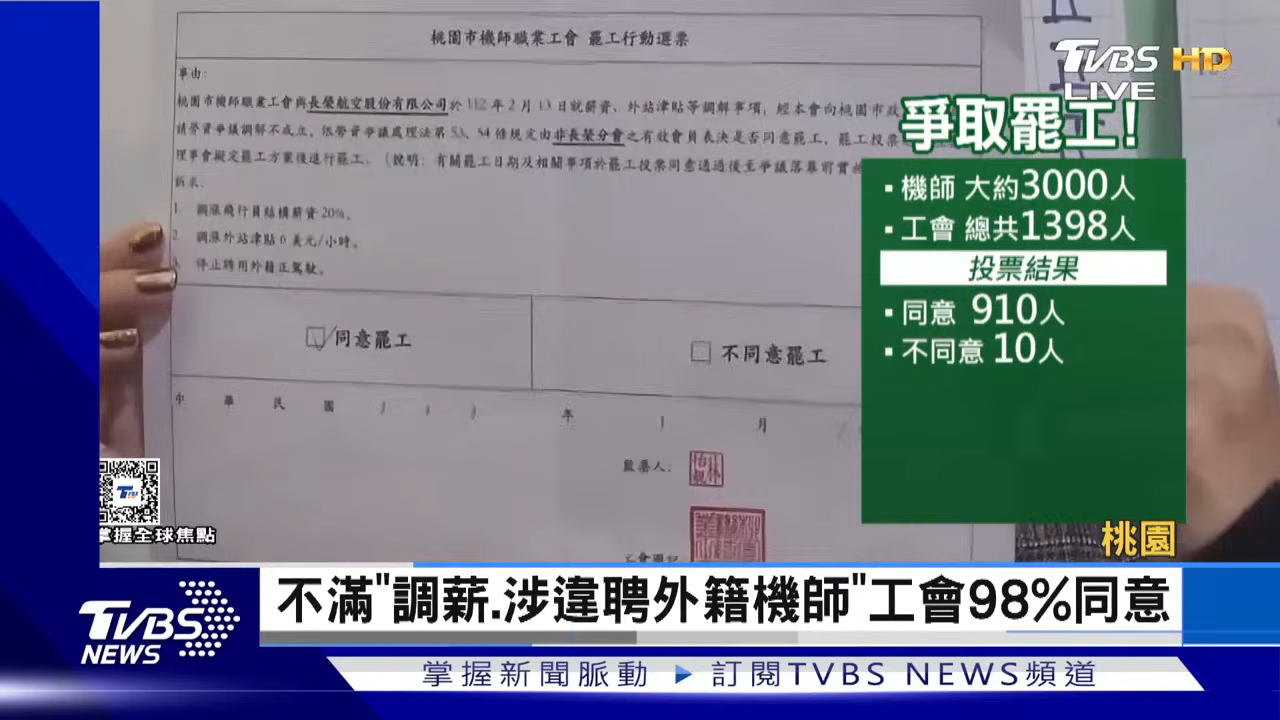 桃園市機師職業工會 罷工行動選票
事由:
桃園市機師職業工會與長榮航空股份有限公司於112年2月13日就薪資、外站津貼等調解事項,經本會向桃園市政
請勞資爭議調解不成立,依勞資爭議處理法第53、54條規定由非長榮分會之有效會員表決是否同意罷工,罷工投票
理事會擬定罷工方案後進行罷工。(說明:有關罷工日期及相關事項於罷工投票同意通過後至爭議落幕前實
訴求:
1. 調漲飛行員結構薪資20%。
2. 調漲外站津貼6美元/小時。
停止聘用外籍正駕駛。
同意罷工
不同意罷工
中 華 民 國 年 月
監票人:
TVBS HD
LIVE
爭取罷工!
機師 大約3000人
工會 總共1398人
投票結果
同意 910人
不同意 10人
掌握全球焦點
桃園
不滿"調薪.涉違聘外籍機師"工會98%同意
TVBS NEWS
掌握新聞脈動 ▶ 訂閱TVBS NEWS頻道